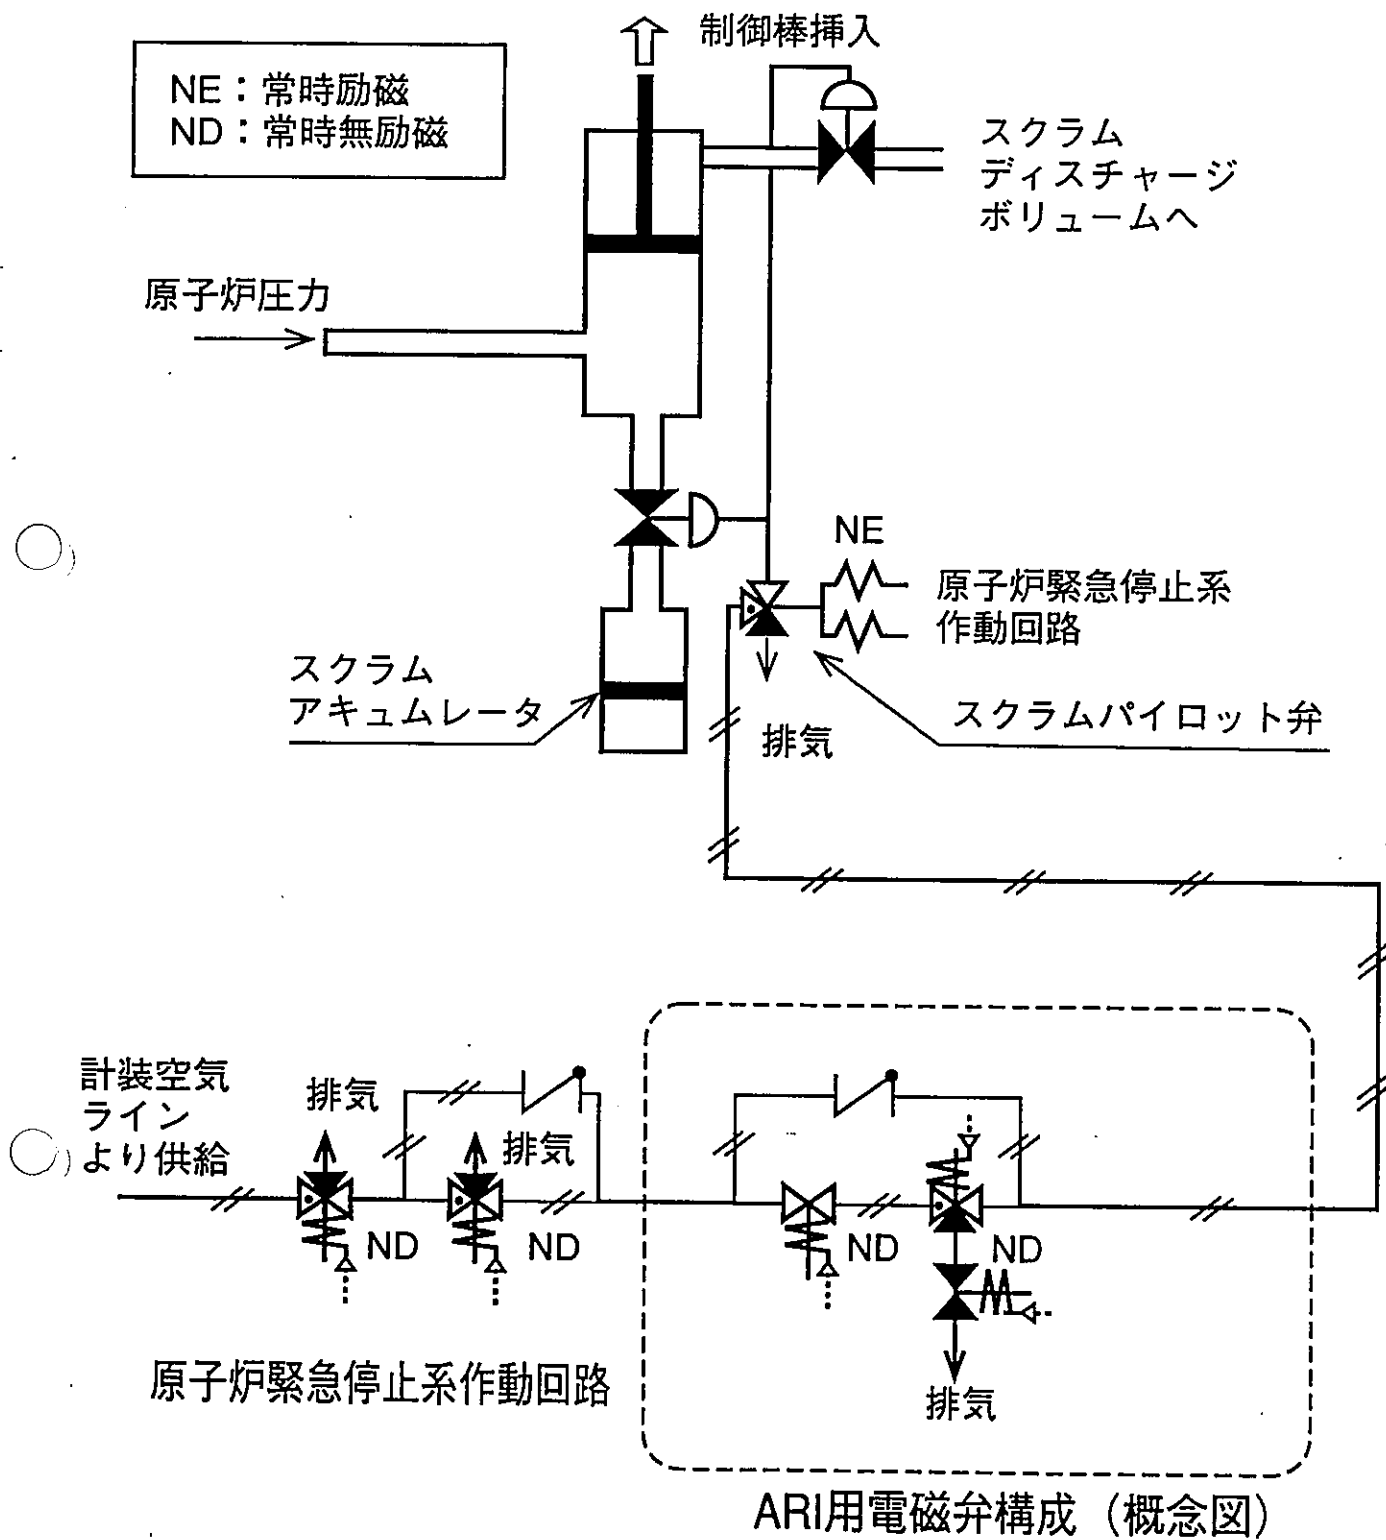 制御棒挿入
NE：常時励磁
ND：常時無励磁
スクラム
ディスチャージ
ボリュームへ
原子炉圧力
NE
原子炉緊急停止系
作動回路
スクラム
アキュムレータ
スクラムパイロット弁
排気
計装空気
ライン
より供給
排気
排気
ND
ND
ND
ND
排気
原子炉緊急停止系作動回路
ARI用電磁弁構成（概念図）